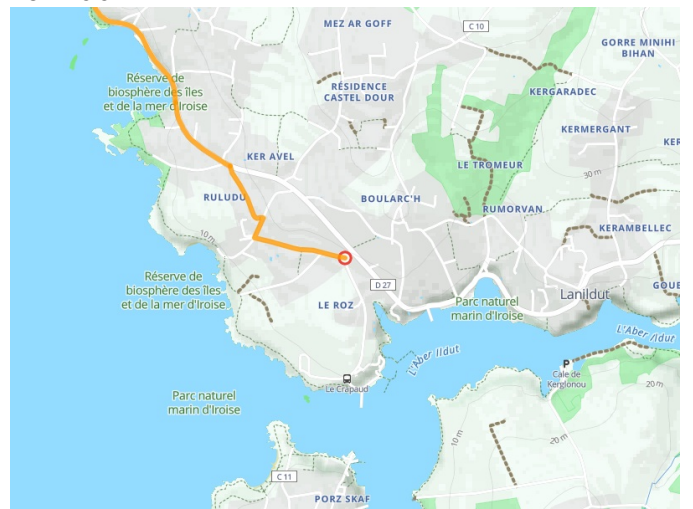 MEZ AR GOFF
C 10
GORRE MINIHI
BIHAN
Réserve de
biosphère des îles
et de la mer d'Iroise
RÉSIDENCE
CASTEL DOUR
KERGARADEC
KERMERGANT
KER AVEL
LE TROMEUR
RULUDU
BOULARC'H
RUMORVAN
30 m
KERAMBELLEC
10 m
Réserve de
biosphère des îles
et de la mer d'Iroise
D 27
LE ROZ
Parc naturel
marin d'Iroise
Lanildut
L'Aber Ildut
L'Aber Ildut
P
Cale de
Kerglonou
Le Crapaud
20 m
Parc naturel
marin d'Iroise
10 m
20 m
C 11
PORZ SKAF